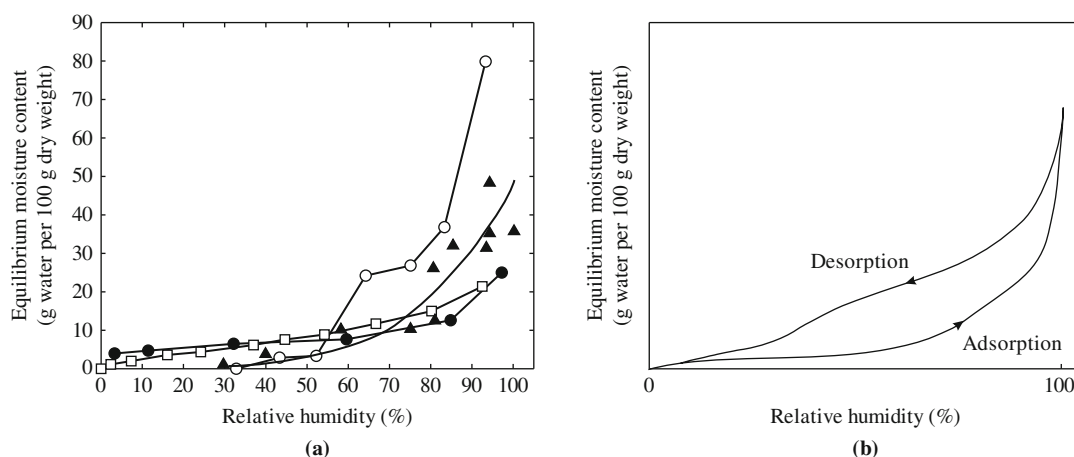 Equilibrium moisture content
(g water per 100 g dry weight)
90
80
70
60
50
40
30
20
10
0
0 10 20 30 40 50 60 70 80 90 100
Relative humidity (%)
(a)
Equilibrium moisture content
(g water per 100 g dry weight)
Desorption
Adsorption
0 100
Relative humidity (%)
(b)